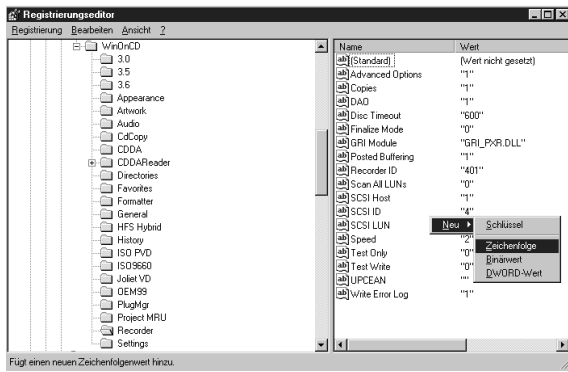 Registrierungseditor
Registrierung Bearbeiten Ansicht ?
WinOnCD
3.0
3.5
3.6
Appearance
Artwork
Audio
CdCopy
CDDA
CDDAReader
Directories
Favorites
Formatter
General
HFS Hybrid
History
ISO PVD
ISO9660
Joliet VD
OEM99
PlugMgr
Project MRU
Recorder
Settings
Name Wert
(Standard) (Wert nicht gesetzt)
Advanced Options "1"
Copies "1"
DAO "1"
Disc Timeout "600"
Finalize Mode "0"
GRI Module "GRI_PXR.DLL"
Posted Buffering "1"
Recorder ID "401"
Scan All LUNs "0"
SCSI Host "1"
SCSI ID "4"
SCSI LUN
Speed "2"
Test Only "0"
Test Write "0"
UPCEAN ""
Write Error Log "1"
Neu
Schlüssel
Zeichenfolge
Binärwert
DWORD-Wert
Fügt einen neuen Zeichenfolgenwert hinzu.